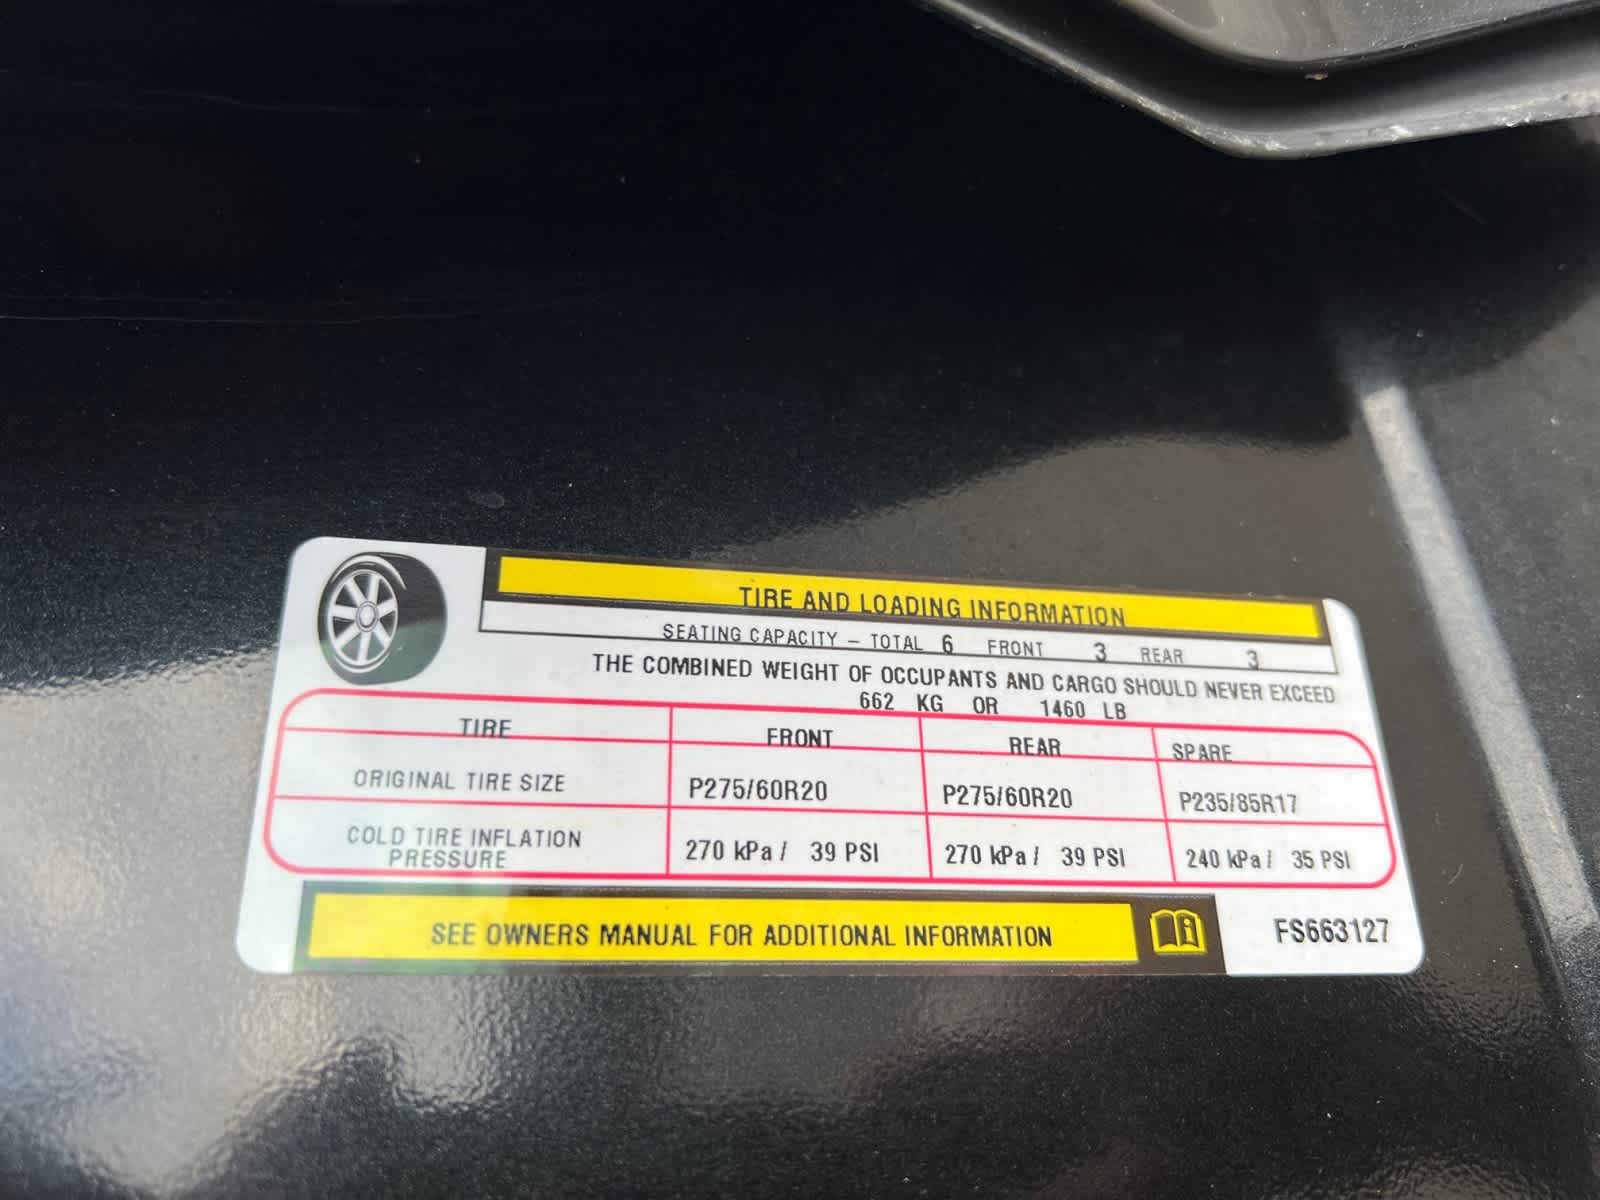 TIRE AND LOADING INFORMATION
SEATING CAPACITY – TOTAL 6 FRONT 3 REAR 3
THE COMBINED WEIGHT OF OCCUPANTS AND CARGO SHOULD NEVER EXCEED
662 KG OR 1460 LB
TIRE FRONT REAR SPARE
ORIGINAL TIRE SIZE P275/60R20 P275/60R20 P235/85R17
COLD TIRE INFLATION
PRESSURE 270 kPa / 39 PSI 270 kPa / 39 PSI 240 kPa / 35 PSI
SEE OWNERS MANUAL FOR ADDITIONAL INFORMATION
FS663127